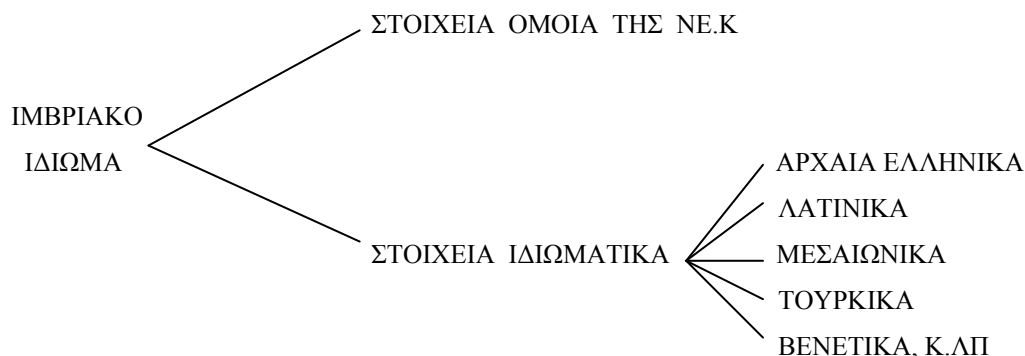 ΣΤΟΙΧΕΙΑ ΟΜΟΙΑ ΤΗΣ ΝΕ.Κ
ΙΜΒΡΙΑΚΟ
ΙΔΙΩΜΑ
ΑΡΧΑΙΑ ΕΛΛΗΝΙΚΑ
ΛΑΤΙΝΙΚΑ
ΣΤΟΙΧΕΙΑ ΙΔΙΩΜΑΤΙΚΑ
ΜΕΣΑΙΩΝΙΚΑ
ΤΟΥΡΚΙΚΑ
ΒΕΝΕΤΙΚΑ, Κ.ΛΠ